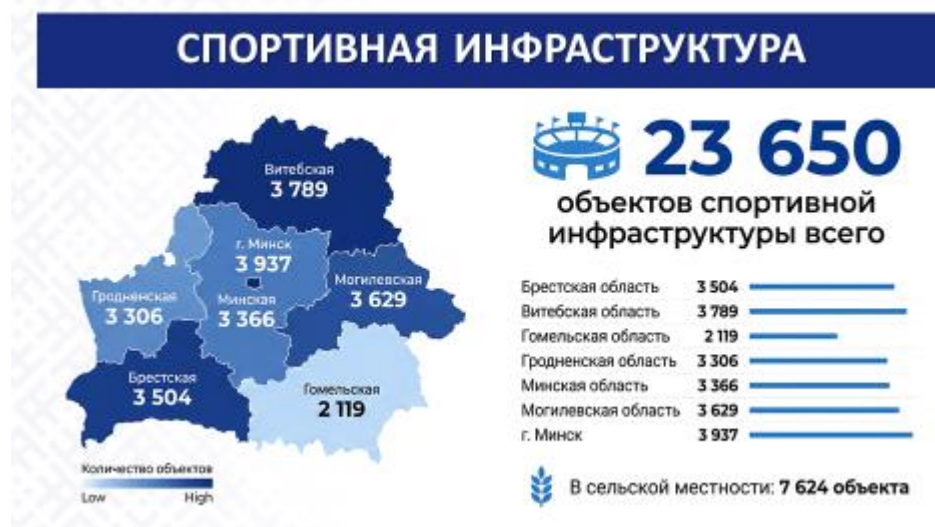 СПОРТИВНАЯ ИНФРАСТРУКТУРА
Витебская
3 789
г. Минск
3 937
Могилевская
3 629
Гродненская
3 306
Минская
3 366
Брестская
3 504
Гомельская
2 119
Количество объектов
Low High
23 650
объектов спортивной
инфраструктуры всего
Брестская область 3 504
Витебская область 3 789
Гомельская область 2 119
Гродненская область 3 306
Минская область 3 366
Могилевская область 3 629
г. Минск 3 937
В сельской местности: 7 624 объекта